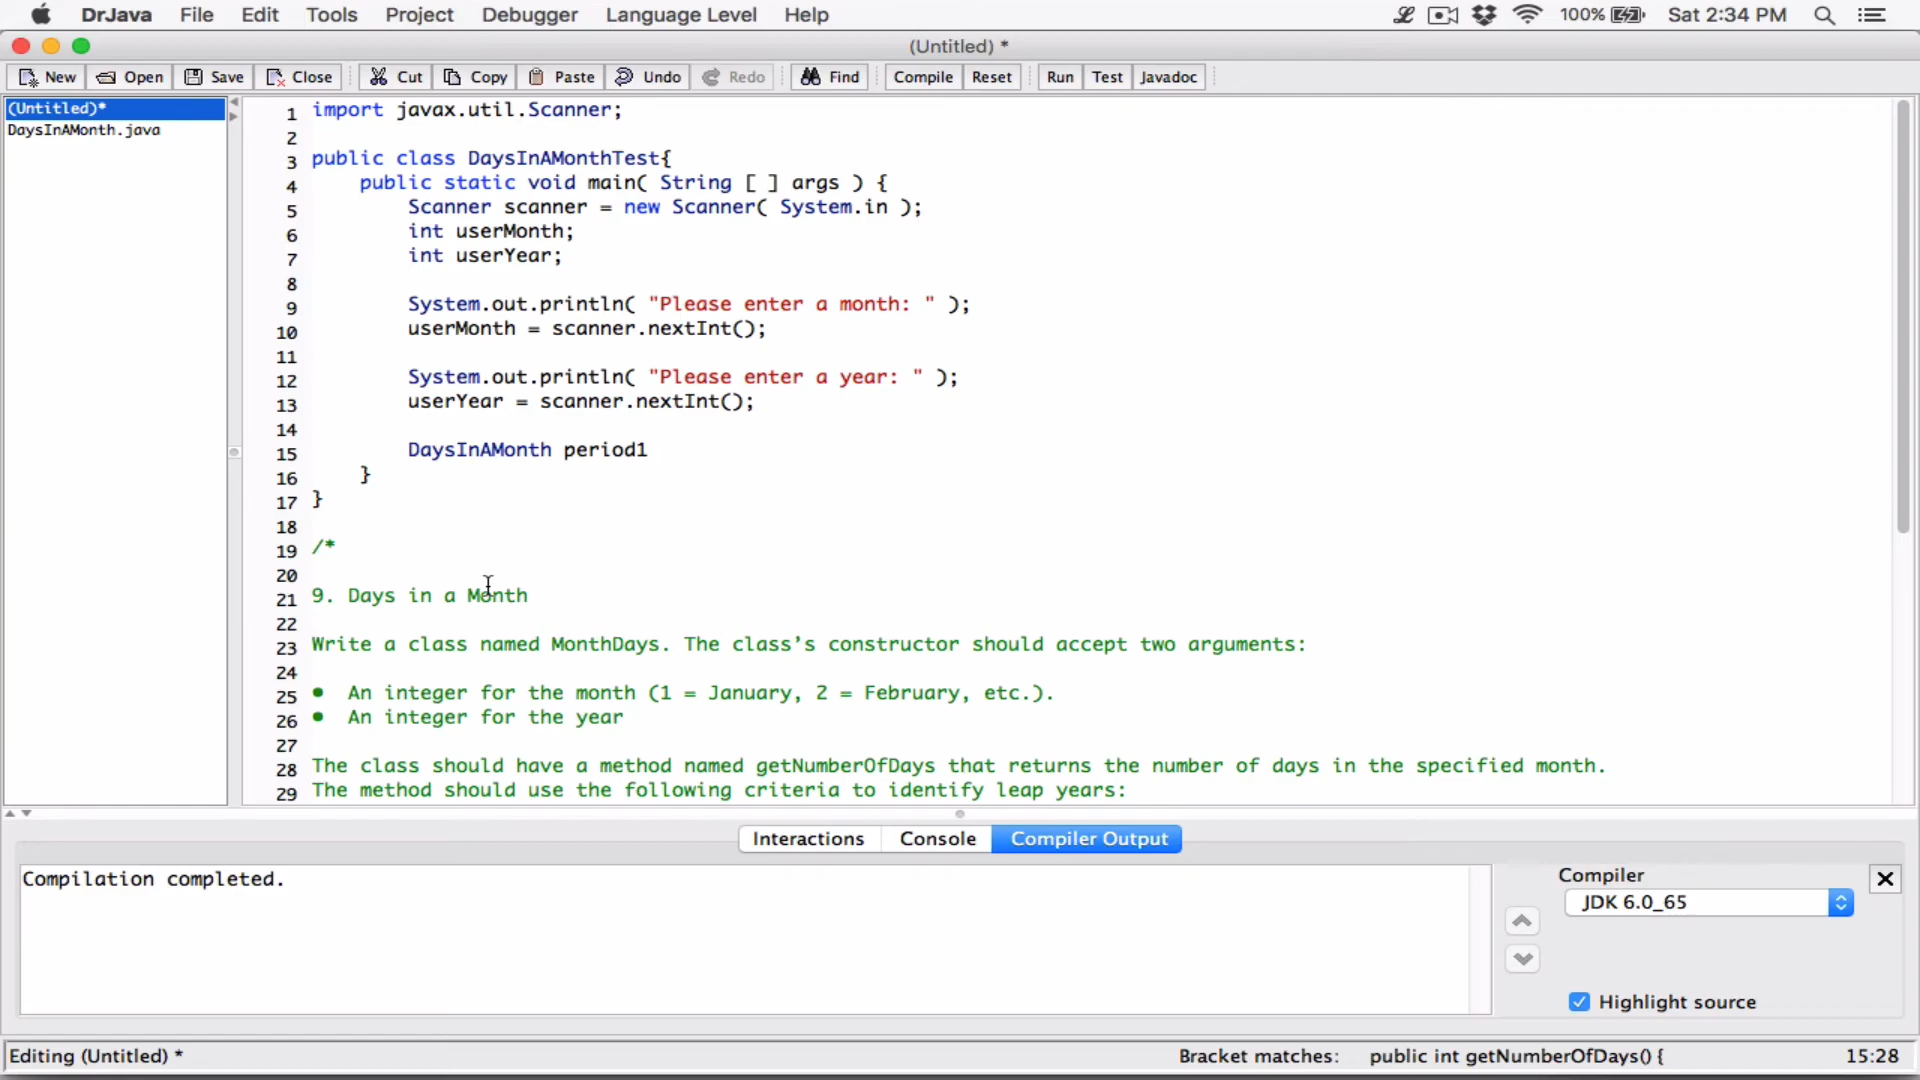 DrJava File Edit Tools Project Debugger Language Level Help 100% Sat 2:34 PM
(Untitled) *
New Open Save Close Cut Copy Paste Undo Redo Find Compile Reset Run Test Javadoc
(Untitled)*
DaysInAMonth.java
1 import javax.util.Scanner;
2
3 public class DaysInAMonthTest{
4 public static void main( String [ ] args ) {
5 Scanner scanner = new Scanner( System.in );
6 int userMonth;
7 int userYear;
8
9 System.out.println( "Please enter a month: " );
10 userMonth = scanner.nextInt();
11
12 System.out.println( "Please enter a year: " );
13 userYear = scanner.nextInt();
14
15 DaysInAMonth period1
16 }
17 }
18
19 /*
20
21 9. Days in a Month
22
23 Write a class named MonthDays. The class’s constructor should accept two arguments:
24
25 • An integer for the month (1 = January, 2 = February, etc.).
26 • An integer for the year
27
28 The class should have a method named getNumberOfDays that returns the number of days in the specified month.
29 The method should use the following criteria to identify leap years:
Interactions Console Compiler Output
Compilation completed.
Compiler
JDK 6.0_65
Highlight source
Editing (Untitled) * Bracket matches: public int getNumberOfDays() { 15:28